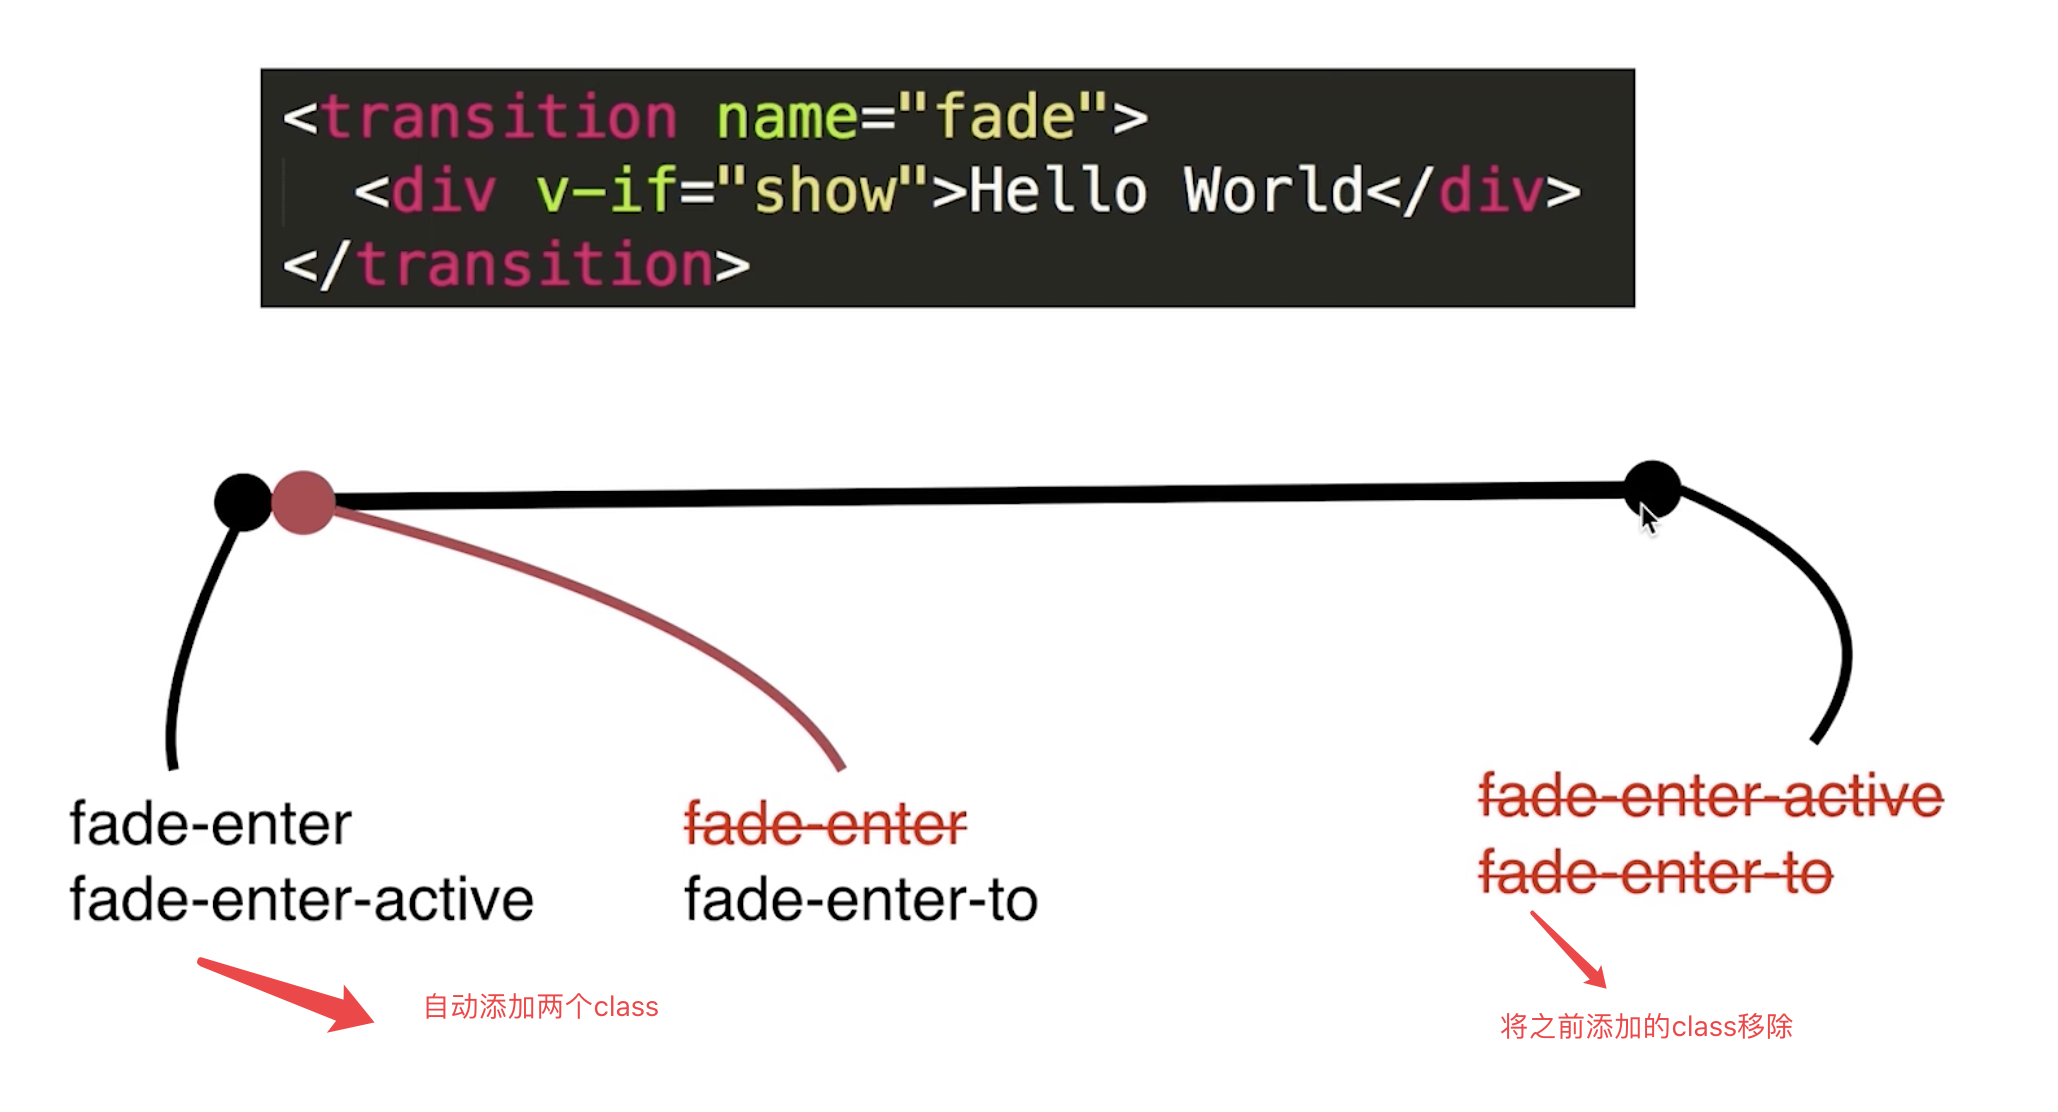 <transition name="fade">
<div v-if="show">Hello World</div>
</transition>
fade-enter
fade-enter-active
fade-enter
fade-enter-to
fade-enter-active
fade-enter-to
自动添加两个class
将之前添加的class移除